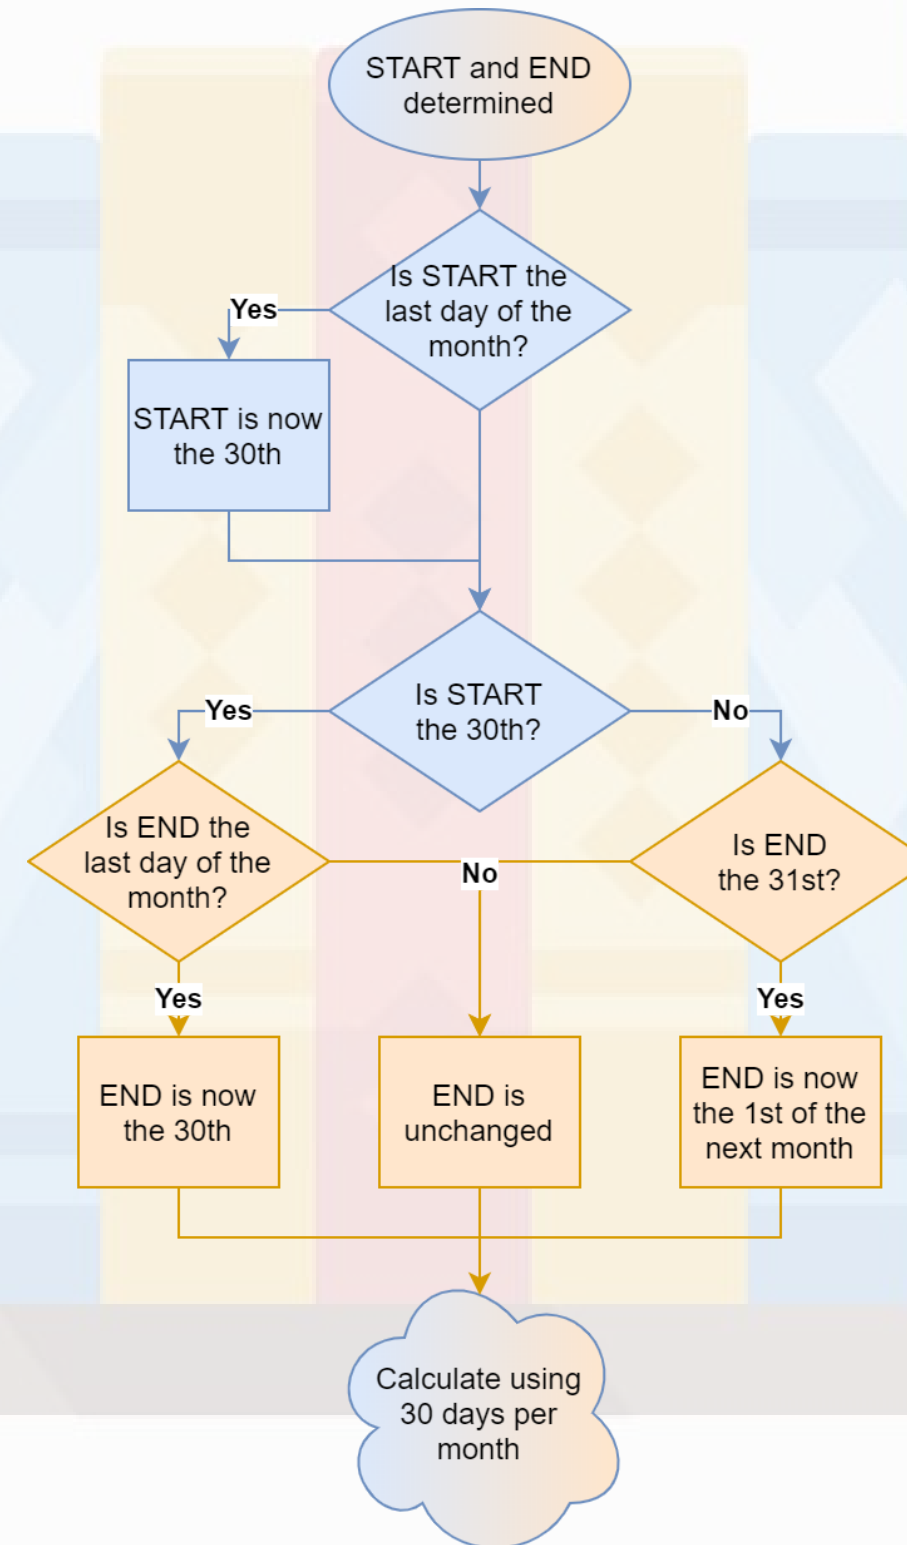 START and END
determined
Is START the
last day of the
month?
Yes
START is now
the 30th
Is START
the 30th?
Yes
No
Is END the
last day of the
month?
No
Is END
the 31st?
Yes
Yes
END is now
the 30th
END is
unchanged
END is now
the 1st of the
next month
Calculate using
30 days per
month